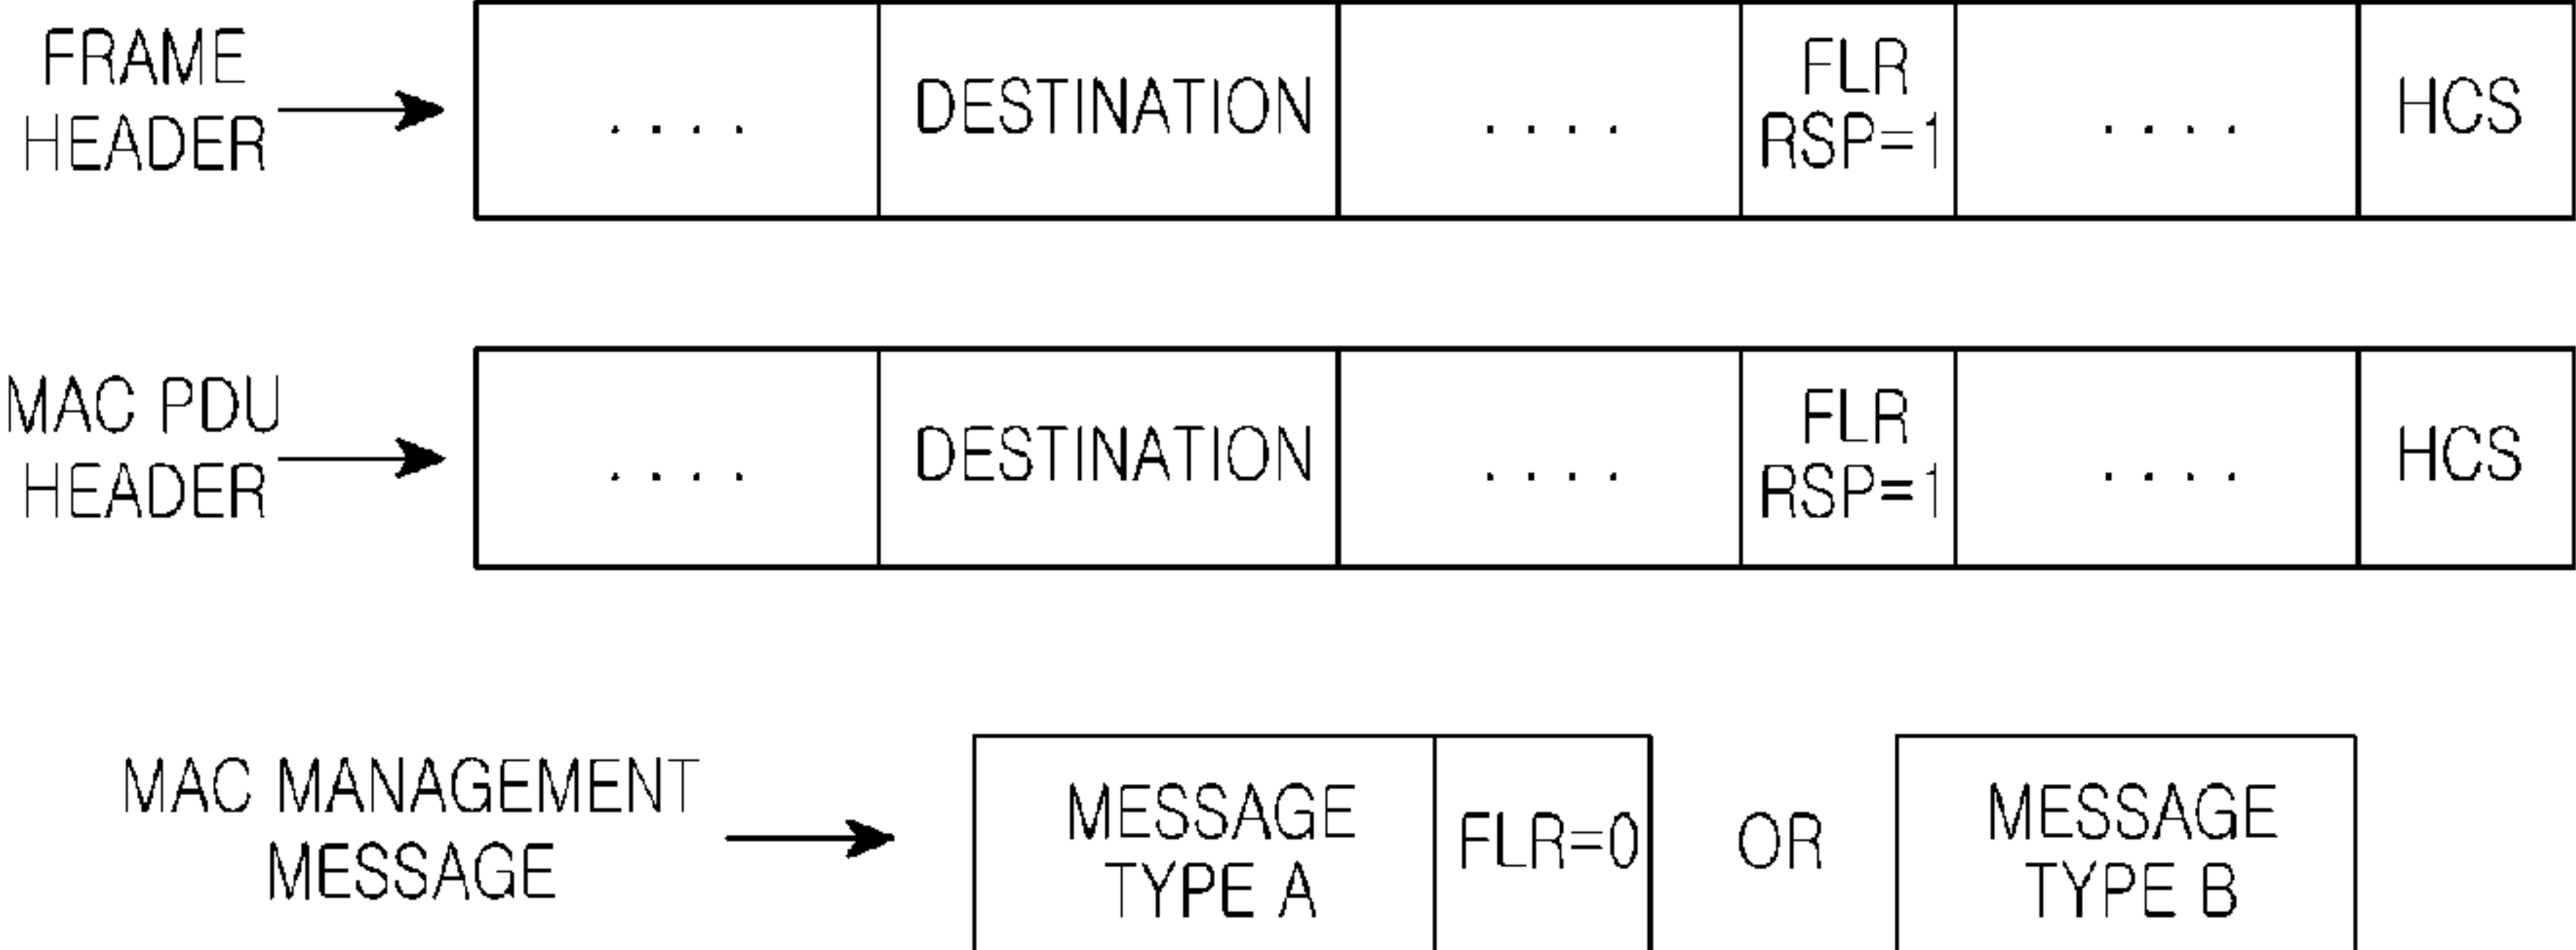 FRAME
HEADER
....
DESTINATION
....
FLR
RSP=1
....
HCS
MAC PDU
HEADER
....
DESTINATION
....
FLR
RSP=1
....
HCS
MAC MANAGEMENT
MESSAGE
MESSAGE
TYPE A
FLR=0
OR
MESSAGE
TYPE B